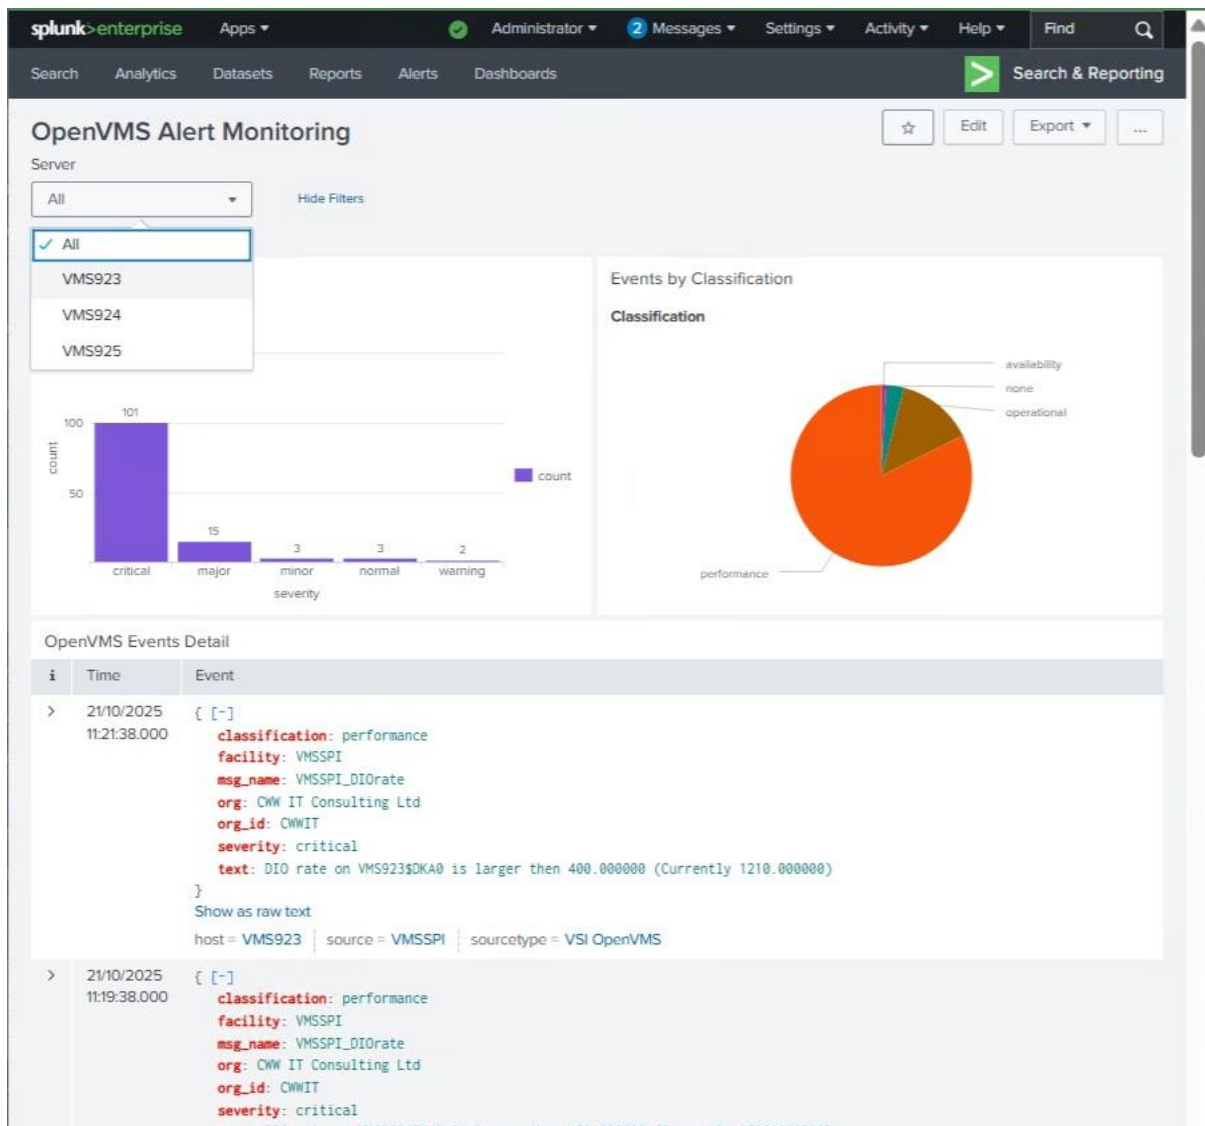 splunk>enterprise Apps Administrator 2 Messages Settings Activity Help Find
Search Analytics Datasets Reports Alerts Dashboards Search & Reporting
OpenVMS Alert Monitoring
Edit Export ...
Server
All
Hide Filters
All
VMS923
VMS924
VMS925
100
50
count
101
15
3
3
2
critical major minor normal warning
severity
count
Events by Classification
Classification
availability
none
operational
performance
OpenVMS Events Detail
i Time Event
> 21/10/2025 { [-]
11:21:38.000 classification: performance
facility: VMSSPI
msg_name: VMSSPI_DIOrate
org: CWW IT Consulting Ltd
org_id: CWWIT
severity: critical
text: DIO rate on VMS923$DKA0 is larger then 400.000000 (Currently 1210.000000)
}
Show as raw text
host = VMS923 source = VMSSPI sourcetype = VSI OpenVMS
> 21/10/2025 { [-]
11:19:38.000 classification: performance
facility: VMSSPI
msg_name: VMSSPI_DIOrate
org: CWW IT Consulting Ltd
org_id: CWWIT
severity: critical